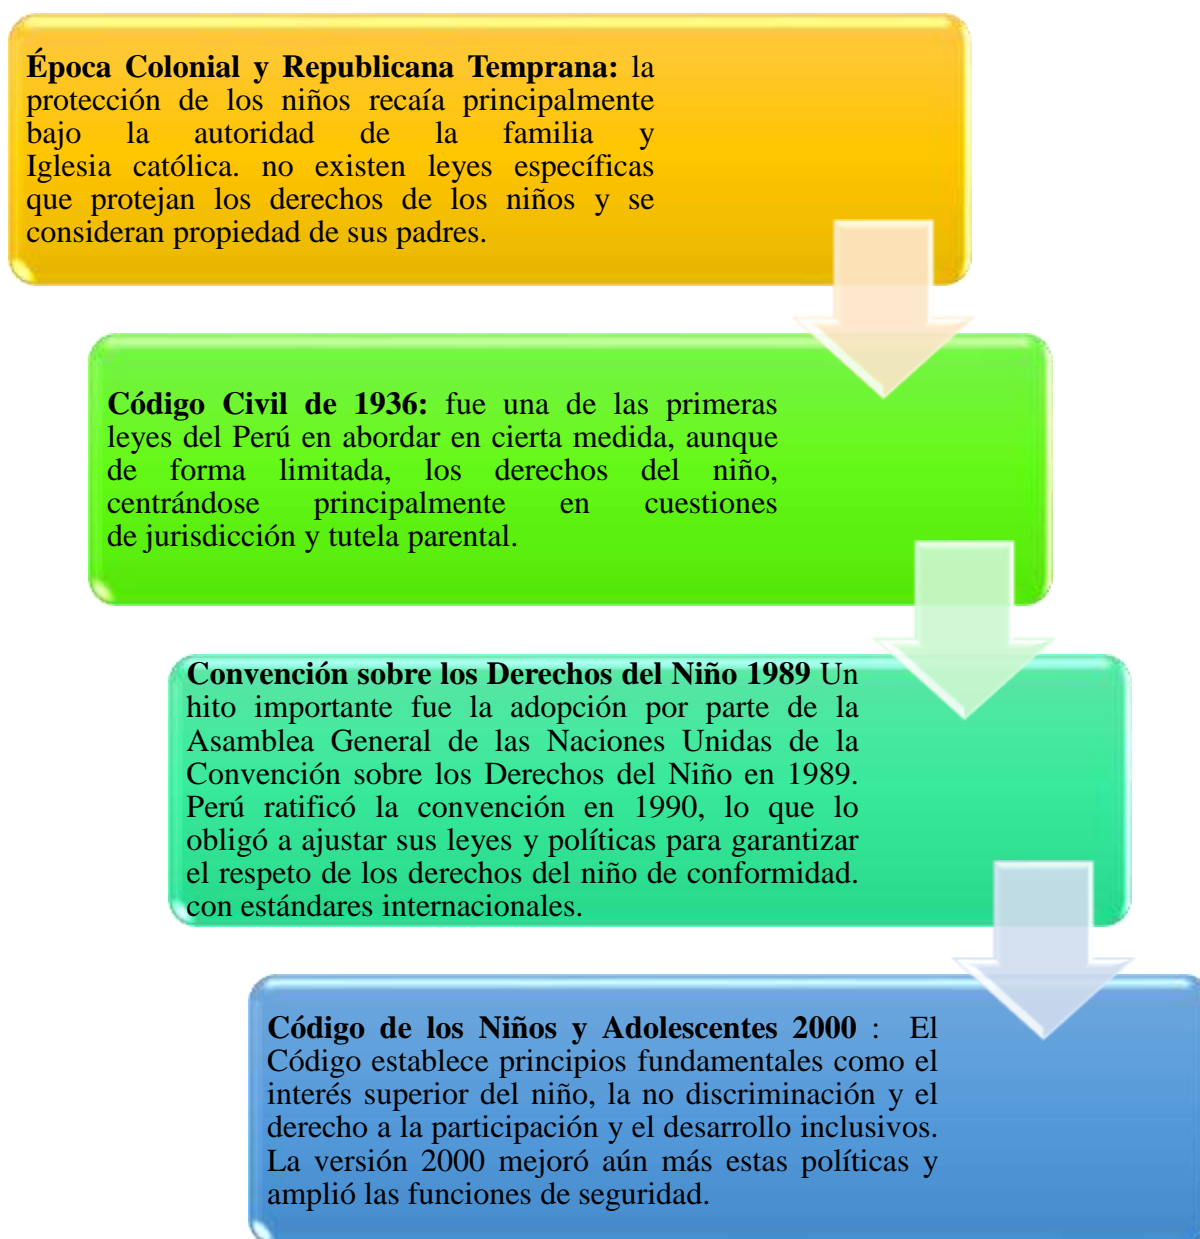 Época Colonial y Republicana Temprana: la
protección de los niños recaía principalmente
bajo la autoridad de la familia y
Iglesia católica. no existen leyes específicas
que protejan los derechos de los niños y se
consideran propiedad de sus padres.
Código Civil de 1936: fue una de las primeras
leyes del Perú en abordar en cierta medida, aunque
de forma limitada, los derechos del niño,
centrándose principalmente en cuestiones
de jurisdicción y tutela parental.
Convención sobre los Derechos del Niño 1989 Un
hito importante fue la adopción por parte de la
Asamblea General de las Naciones Unidas de la
Convención sobre los Derechos del Niño en 1989.
Perú ratificó la convención en 1990, lo que lo
obligó a ajustar sus leyes y políticas para garantizar
el respeto de los derechos del niño de conformidad.
con estándares internacionales.
Código de los Niños y Adolescentes 2000 : El
Código establece principios fundamentales como el
interés superior del niño, la no discriminación y el
derecho a la participación y el desarrollo inclusivos.
La versión 2000 mejoró aún más estas políticas y
amplió las funciones de seguridad.